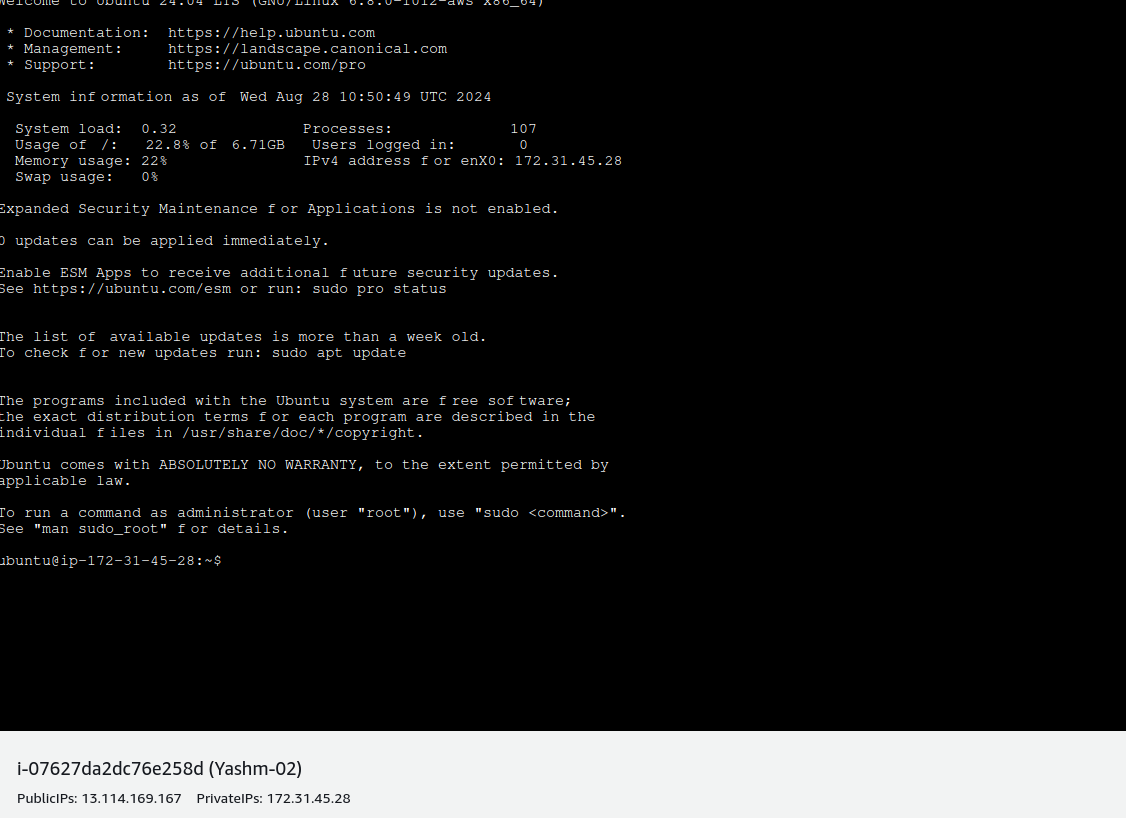 Welcome to Ubuntu 24.04 LTS (GNU/Linux 6.8.0-1012-aws x86_64)
* Documentation:  https://help.ubuntu.com
* Management:     https://landscape.canonical.com
* Support:        https://ubuntu.com/pro
System information as of Wed Aug 28 10:50:49 UTC 2024
System load:  0.32              Processes:             107
Usage of /:   22.8% of 6.71GB   Users logged in:       0
Memory usage: 22%               IPv4 address for enX0: 172.31.45.28
Swap usage:   0%
Expanded Security Maintenance for Applications is not enabled.
0 updates can be applied immediately.
Enable ESM Apps to receive additional future security updates.
See https://ubuntu.com/esm or run: sudo pro status
The list of available updates is more than a week old.
To check for new updates run: sudo apt update
The programs included with the Ubuntu system are free software;
the exact distribution terms for each program are described in the
individual files in /usr/share/doc/*/copyright.
Ubuntu comes with ABSOLUTELY NO WARRANTY, to the extent permitted by
applicable law.
To run a command as administrator (user "root"), use "sudo <command>".
See "man sudo_root" for details.
ubuntu@ip-172-31-45-28:~$
i-07627da2dc76e258d (Yashm-02)
PublicIPs: 13.114.169.167    PrivateIPs: 172.31.45.28